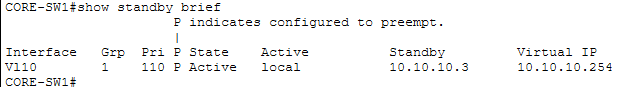 CORE-SW1#show standby brief
                     P indicates configured to preempt.
                     |
Interface   Grp  Pri P State   Active          Standby         Virtual IP
Vl10        1    110 P Active  local           10.10.10.3      10.10.10.254
CORE-SW1#